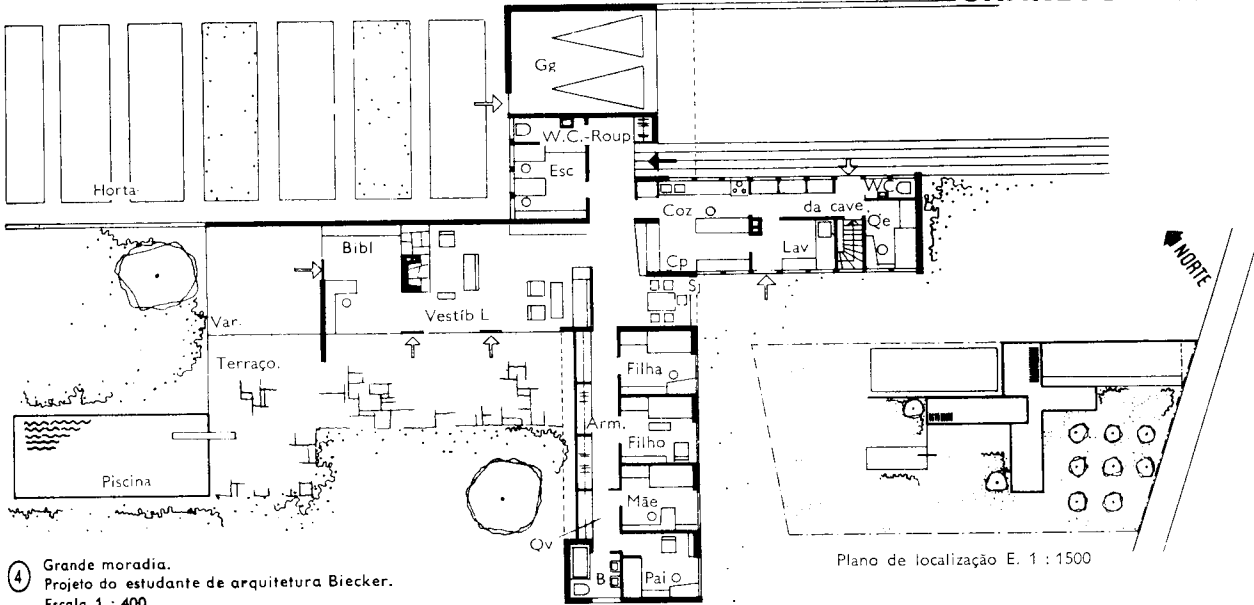 Gg
W.C.-Roup
Esc
Horta
Coz
da cave
WC
Qe
Bibl
Cp
Lav
NORTE
S
Vestíb L
Var.
Terraço.
Filha
Arm.
Filho
Piscina
Mãe
Qv
B
Pai
Plano de localização E. 1 : 1500
4 Grande moradia.
Projeto do estudante de arquitetura Biecker.
Escala 1 : 400